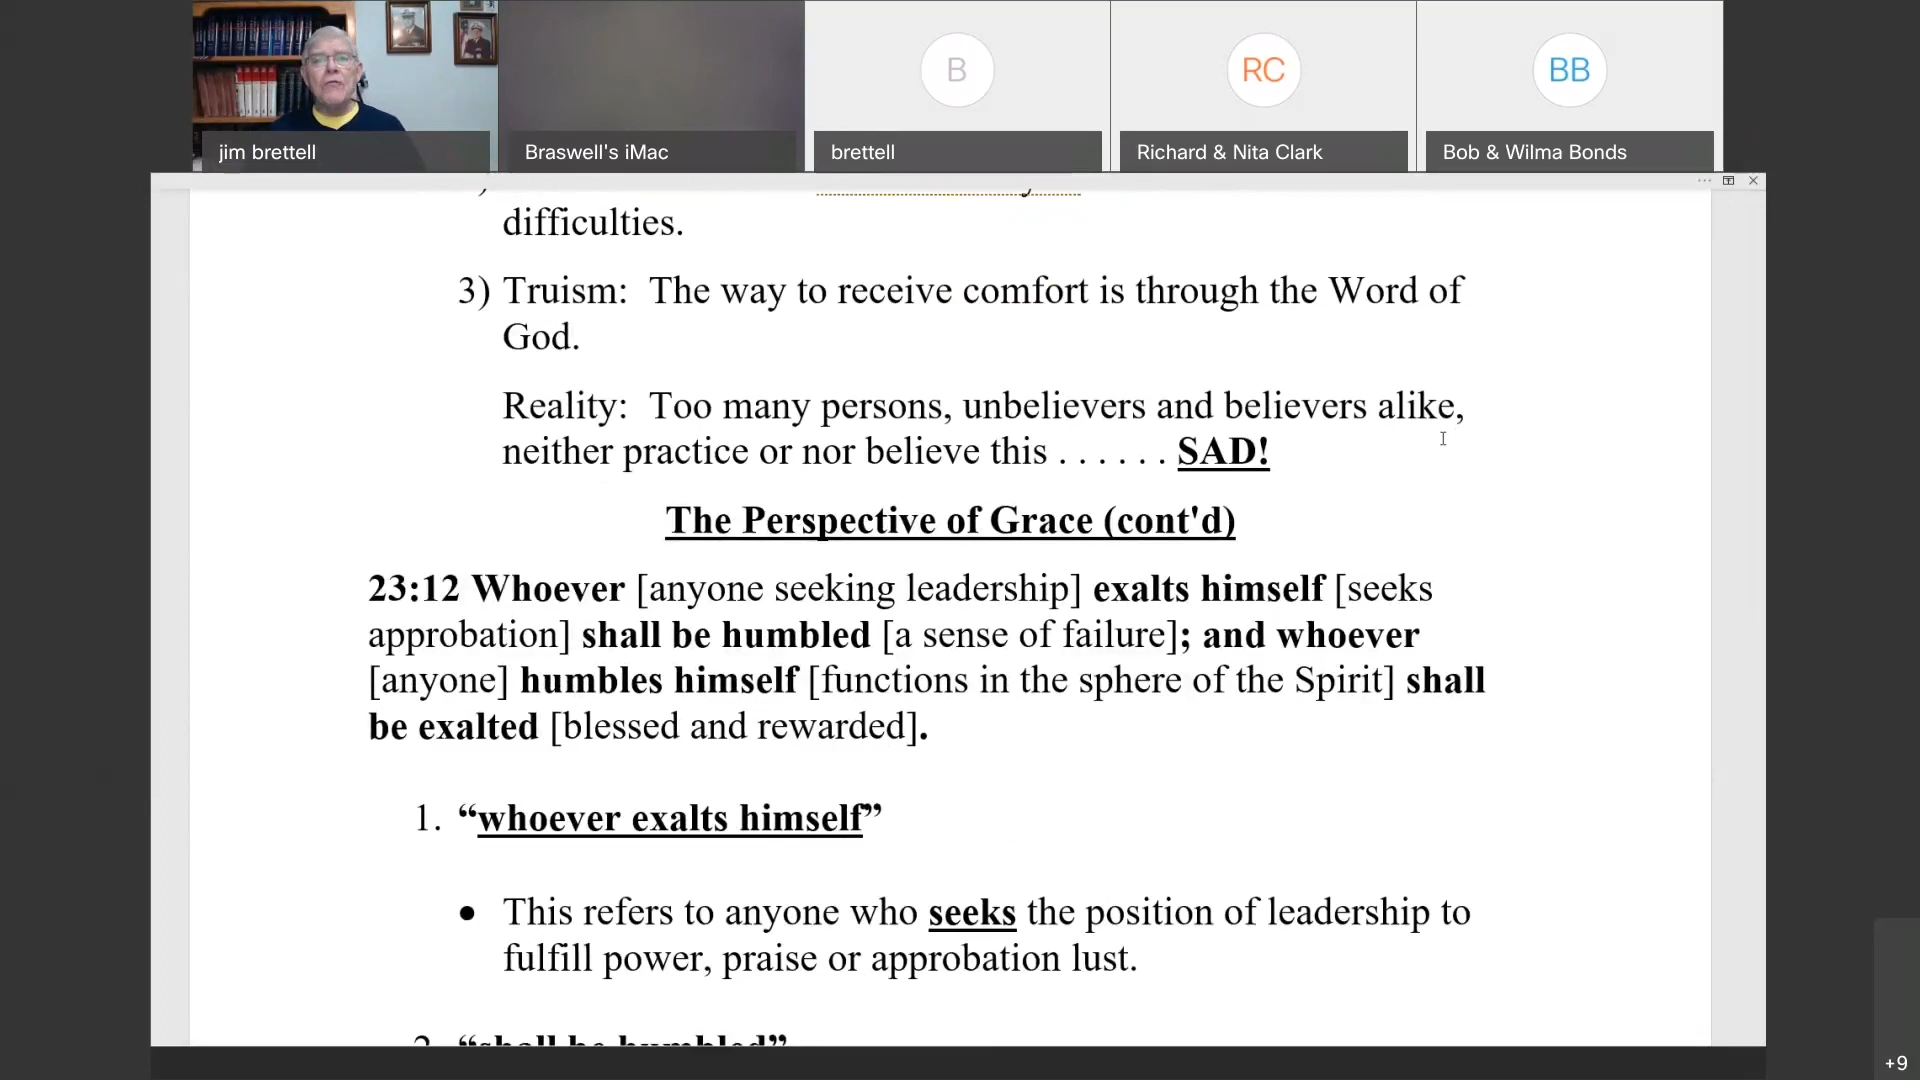 B
RC
BB
jim brettell
Braswell's iMac
brettell
Richard & Nita Clark
Bob & Wilma Bonds
difficulties.
3) Truism:  The way to receive comfort is through the Word of
God.
Reality:  Too many persons, unbelievers and believers alike,
neither practice or nor believe this . . . . . . SAD!
The Perspective of Grace (cont'd)
23:12 Whoever [anyone seeking leadership] exalts himself [seeks
approbation] shall be humbled [a sense of failure]; and whoever
[anyone] humbles himself [functions in the sphere of the Spirit] shall
be exalted [blessed and rewarded].
1. “whoever exalts himself”
• This refers to anyone who seeks the position of leadership to
fulfill power, praise or approbation lust.
2. “shall be humbled”
+9